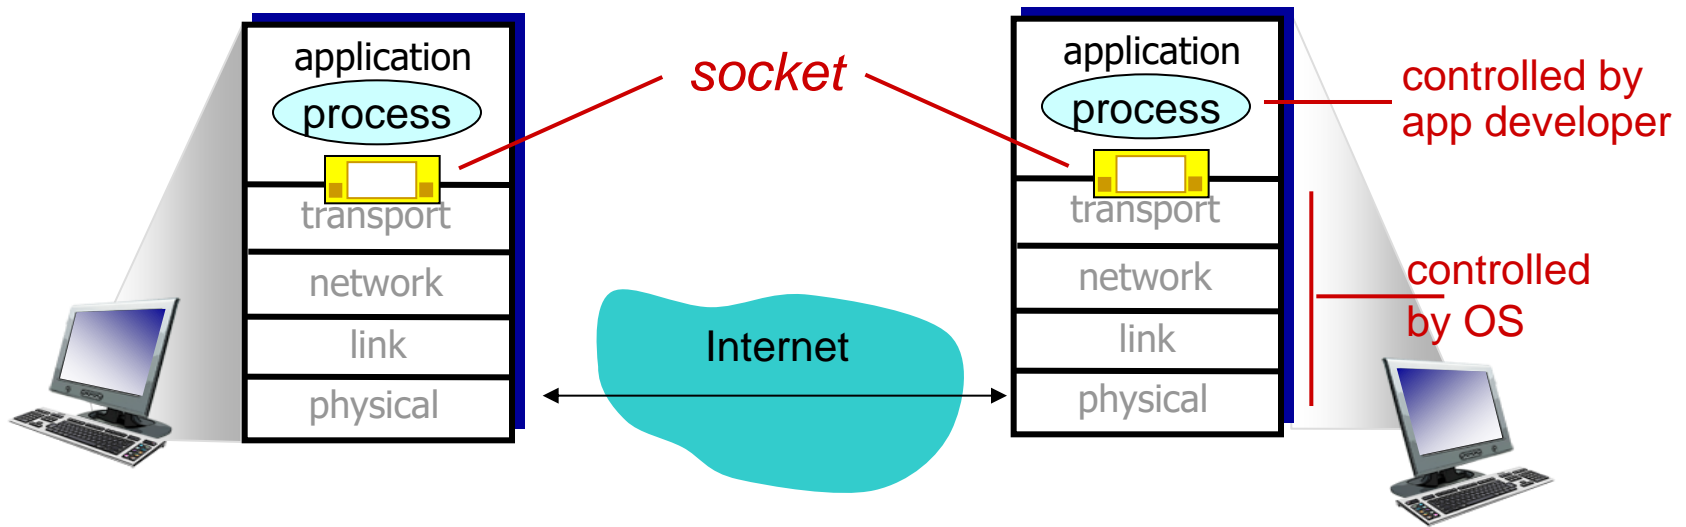 application
process
transport
network
link
physical
socket
Internet
application
process
transport
network
link
physical
controlled by
app developer
controlled
by OS